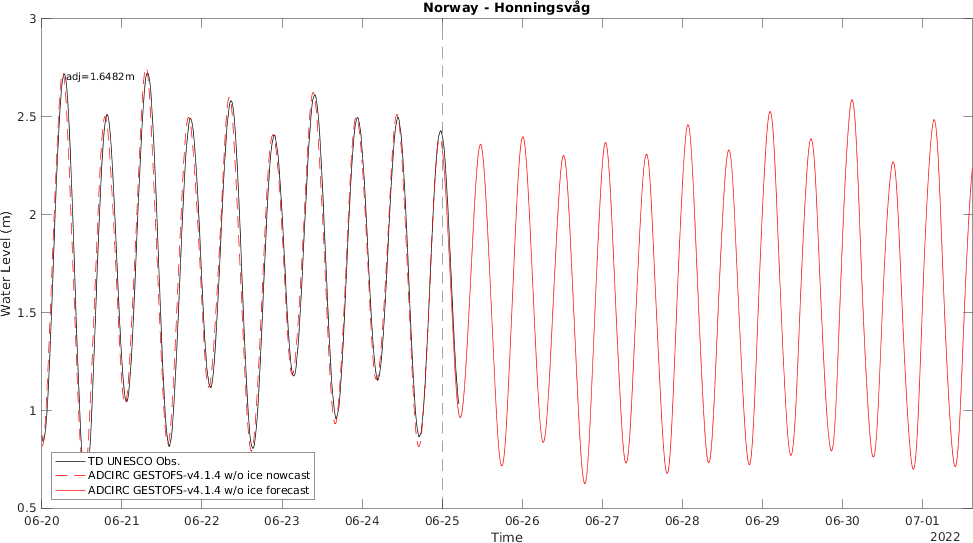 Norway - Honningsvåg
3
2.5
2
1.5
1
0.5
Water Level (m)
adj=1.6482m
TD UNESCO Obs.
ADCIRC GESTOFS-v4.1.4 w/o ice nowcast
ADCIRC GESTOFS-v4.1.4 w/o ice forecast
06-20 06-21 06-22 06-23 06-24 06-25 06-26 06-27 06-28 06-29 06-30 07-01
Time
2022